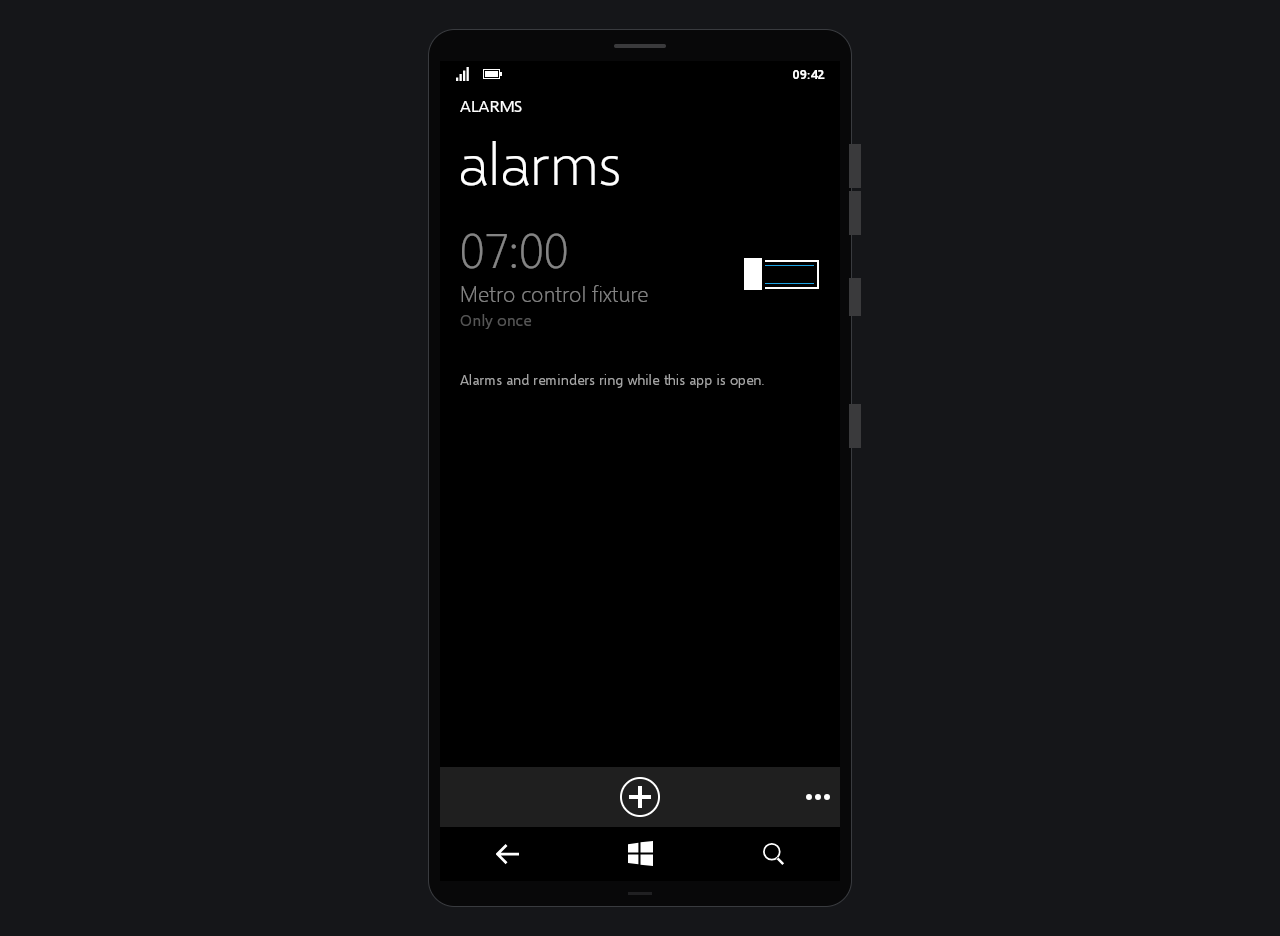 09:42
ALARMS
alarms
07:00
Metro control fixture
Only once
Alarms and reminders ring while this app is open.